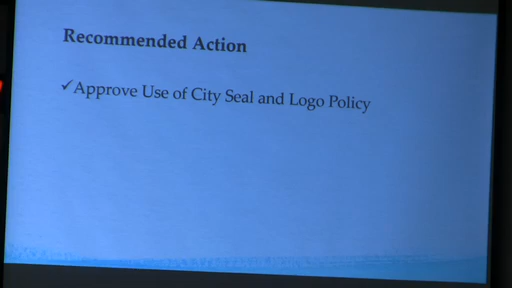 Recommended Action
✓Approve Use of City Seal and Logo Policy